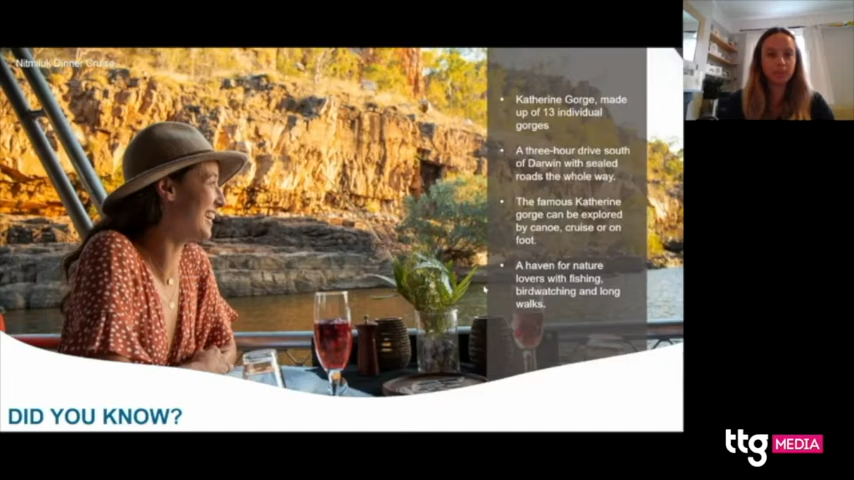 Nitmiluk Dinner Cruise
• Katherine Gorge, made
up of 13 individual
gorges
• A three-hour drive south
of Darwin with sealed
roads the whole way.
• The famous Katherine
gorge can be explored
by canoe, cruise or on
foot.
• A haven for nature
lovers with fishing,
birdwatching and long
walks.
DID YOU KNOW?
ttg MEDIA